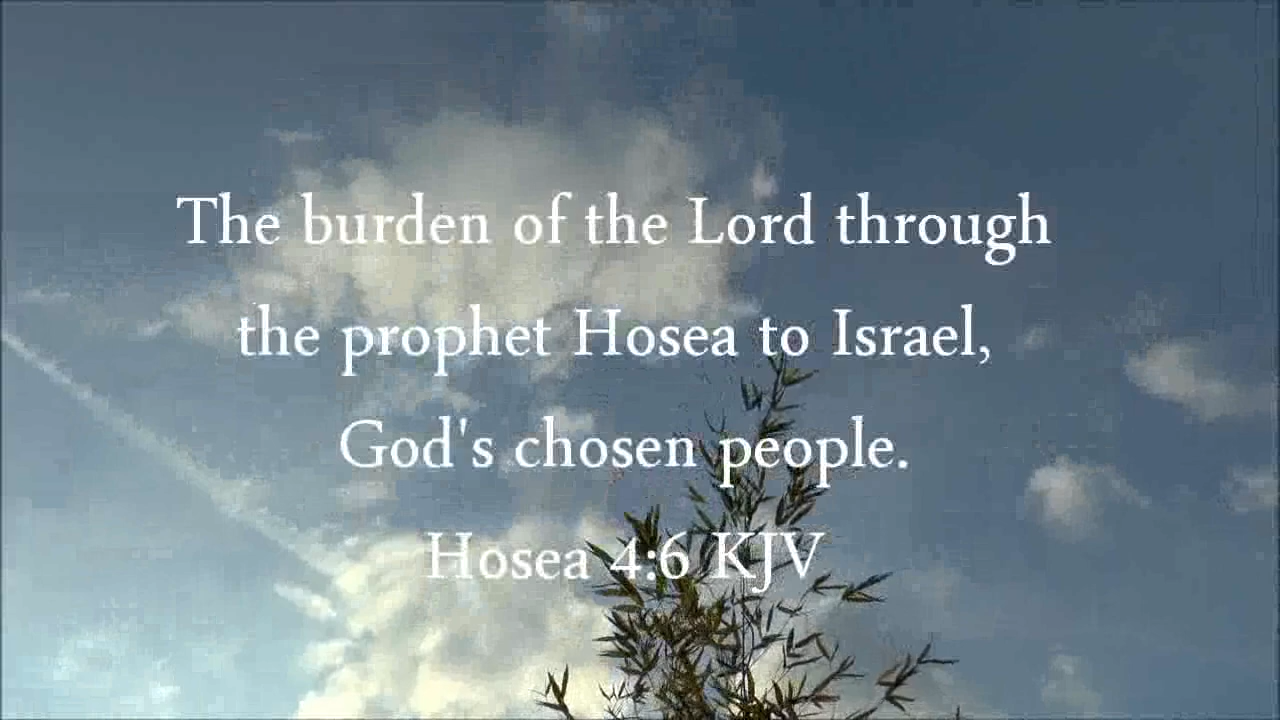 The burden of the Lord through
the prophet Hosea to Israel,
God's chosen people.
Hosea 4:6 KJV